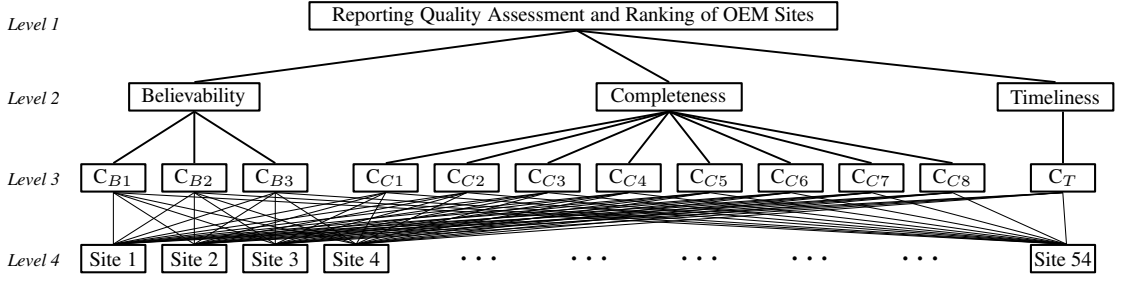 Level 1 Reporting Quality Assessment and Ranking of OEM Sites
Level 2 Believability Completeness Timeliness
Level 3 C_B1 C_B2 C_B3 C_C1 C_C2 C_C3 C_C4 C_C5 C_C6 C_C7 C_C8 C_T
Level 4 Site 1 Site 2 Site 3 Site 4 ... ... ... ... ... Site 54